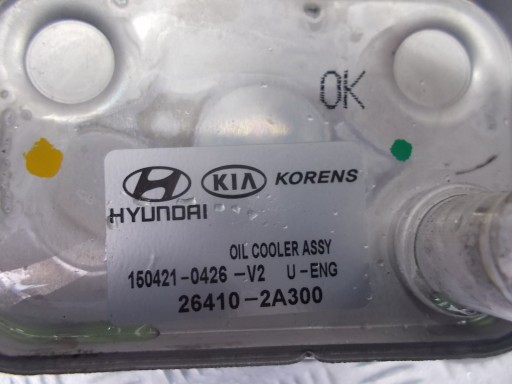 OK
KIA KORENS
HYUNDAI
OIL COOLER ASSY
150421-0426-V2 U-ENG
26410-2A300